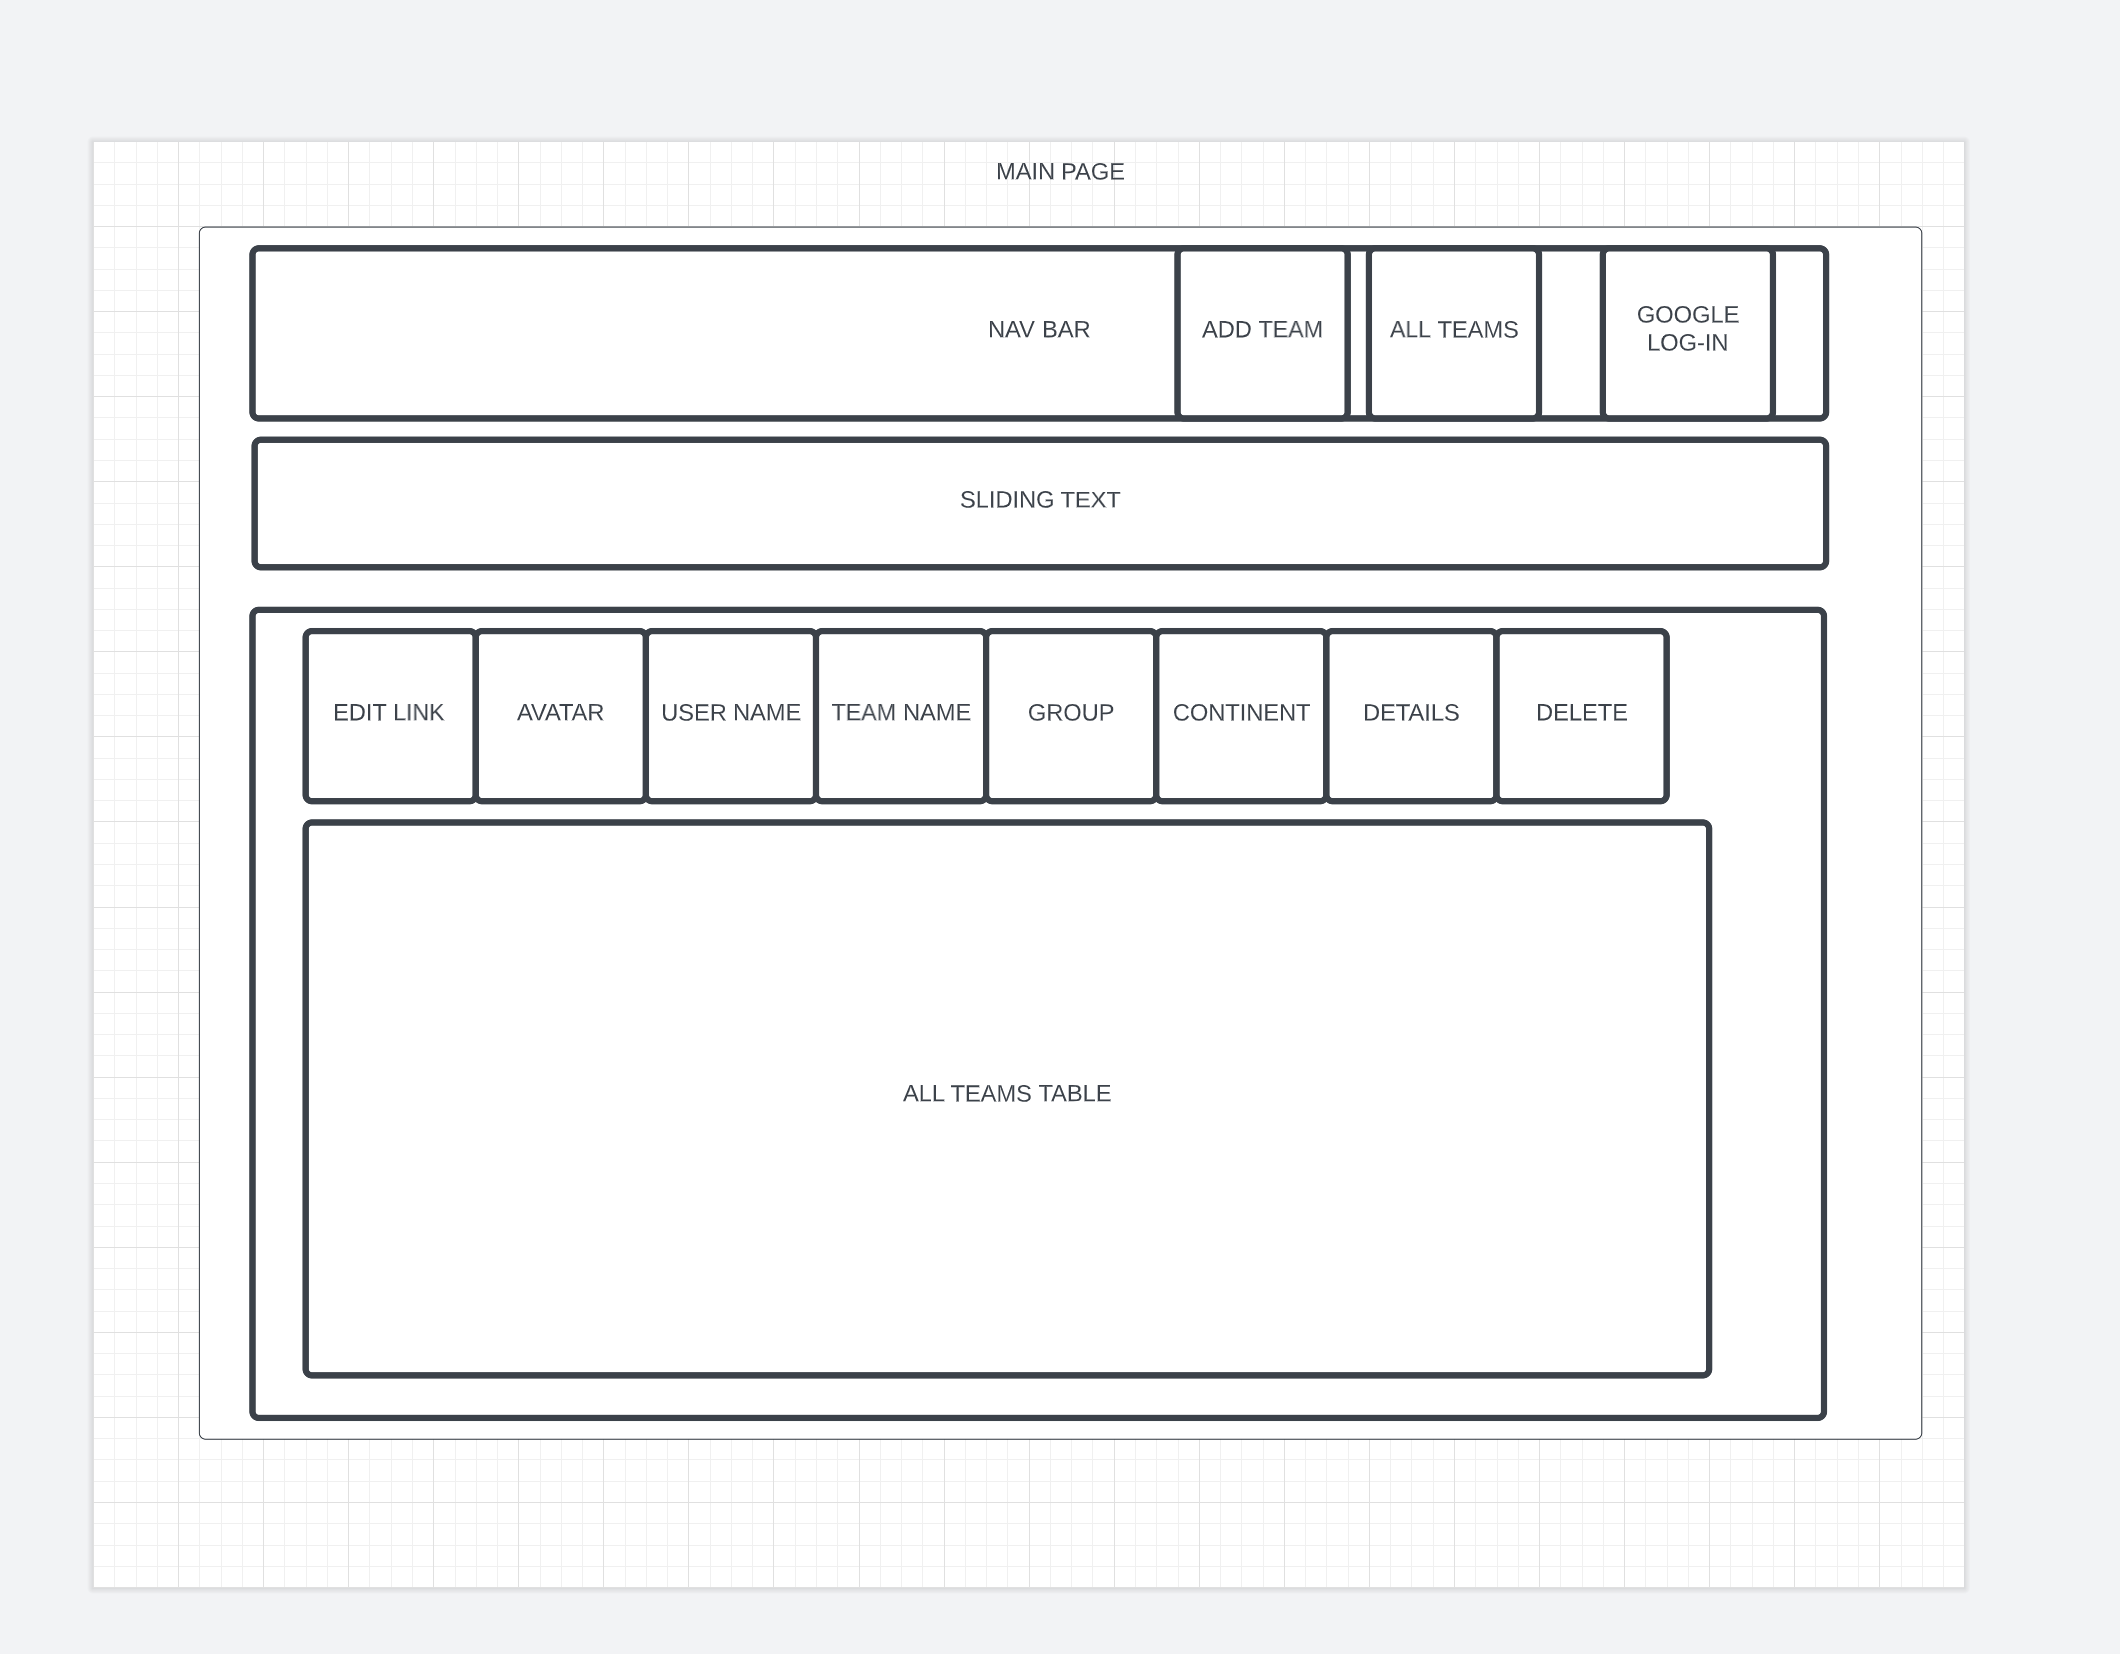 MAIN PAGE
NAV BAR
ADD TEAM
ALL TEAMS
GOOGLE
LOG-IN
SLIDING TEXT
EDIT LINK
AVATAR
USER NAME
TEAM NAME
GROUP
CONTINENT
DETAILS
DELETE
ALL TEAMS TABLE